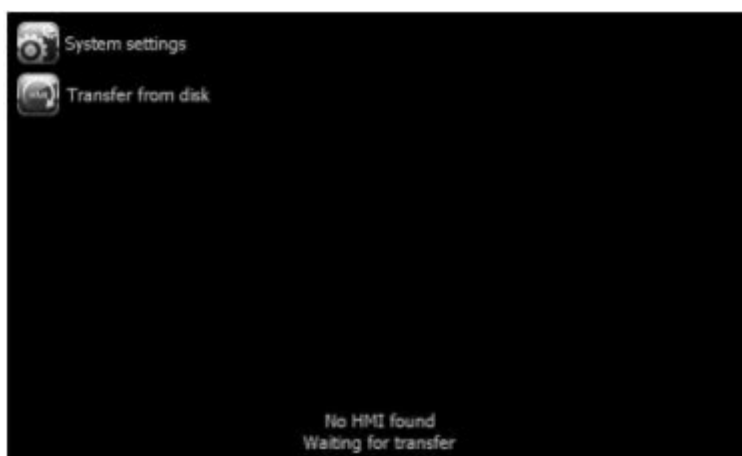 System settings
Transfer from disk
No HMI found
Waiting for transfer